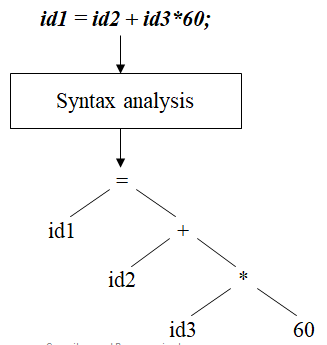 id1 = id2 + id3*60;
Syntax analysis
=
id1
+
id2
*
id3
60